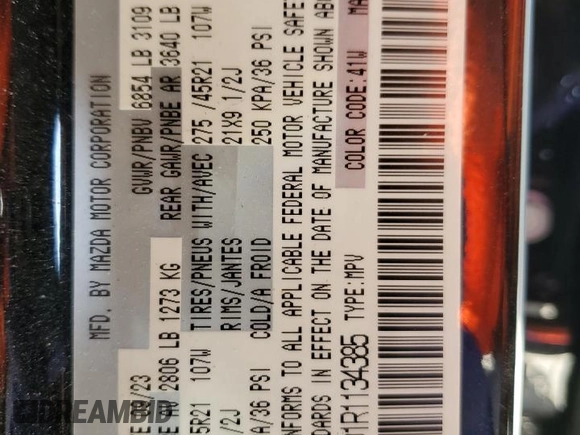 MFD. BY MAZDA MOTOR CORPORATION
E /23 GVWR/PNBV 6854 LB 3109
2806 LB 1273 KG REAR GAWR/PNBE AR 3640 LB
TIRES/PNEUS WITH/AVEC
5R21 107W 275 /45R21 107W
/2J RIMS/JANTES 21X9 1/2J
A/36 PSI COLD/A FROID 250 KPA/36 PSI
NFORMS TO ALL APPLICABLE FEDERAL MOTOR VEHICLE SAFE
DARDS IN EFFECT ON THE DATE OF MANUFACTURE SHOWN AB
1R1134385 TYPE:MPV COLOR CODE:41W MA
DREAMBID